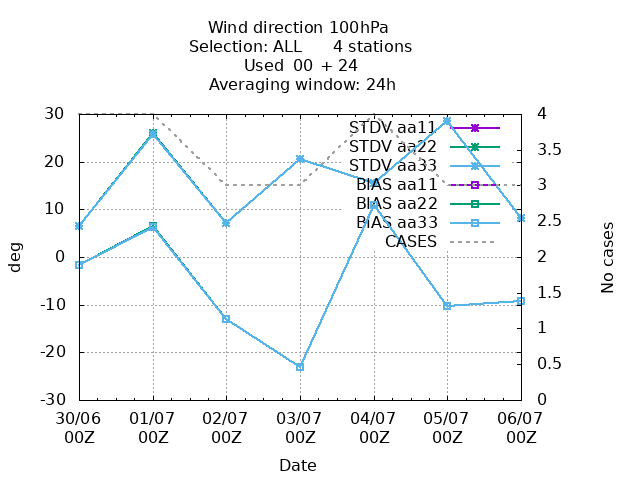 Wind direction 100hPa
Selection: ALL 4 stations
Used 00 + 24
Averaging window: 24h
30
20
10
0
-10
-20
-30
deg
4
3.5
3
2.5
2
1.5
1
0.5
0
No cases
STDV aa11
STDV aa22
STDV aa33
BIAS aa11
BIAS aa22
BIAS aa33
CASES
30/06 01/07 02/07 03/07 04/07 05/07 06/07
00Z 00Z 00Z 00Z 00Z 00Z 00Z
Date